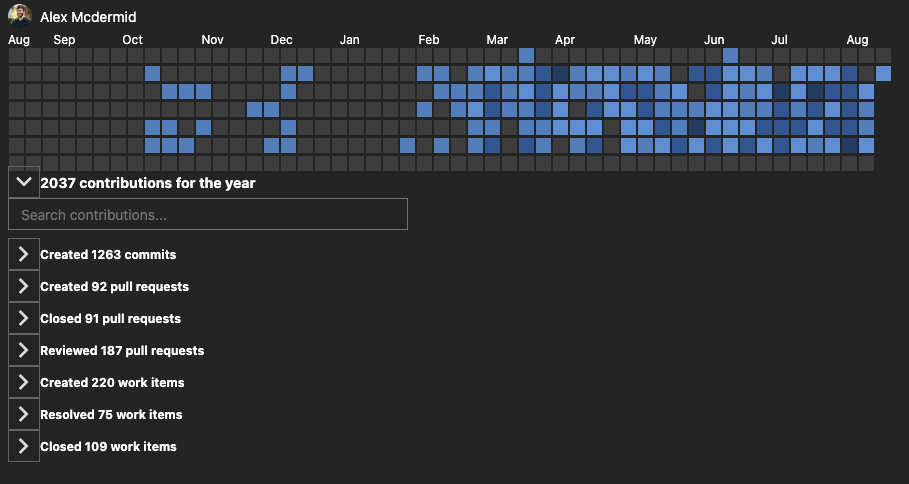 Alex Mcdermid
Aug Sep Oct Nov Dec Jan Feb Mar Apr May Jun Jul Aug
2037 contributions for the year
Search contributions...
Created 1263 commits
Created 92 pull requests
Closed 91 pull requests
Reviewed 187 pull requests
Created 220 work items
Resolved 75 work items
Closed 109 work items